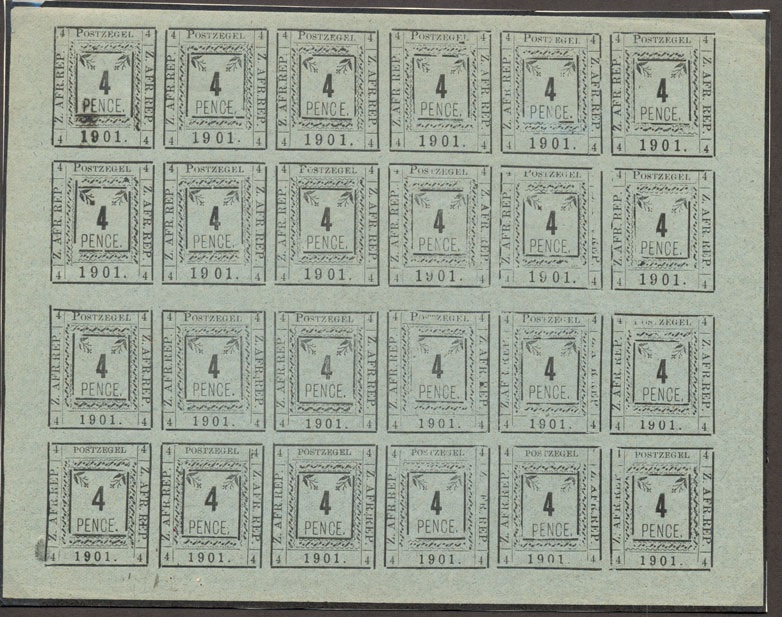 4 POSTZEGEL 4 4 POSTZEGEL 4 4 POSTZEGEL 4 4 POSTZEGEL 4 4 POSTZEGEL 4 4 POSTZEGEL 4
Z. AFR. REP. 4 Z. AFR. REP. Z. AFR. REP. 4 Z. AFR. REP. Z. AFR. REP. 4 Z. AFR. REP. Z. AFR. REP. 4 Z. AFR. REP. Z. AFR. REP. 4 Z. AFR. REP. Z. AFR. REP. 4 Z. AFR. REP.
PENCE. PENCE. PENCE. PENCE. PENCE. PENCE.
4 1901. 4 4 1901. 4 4 1901. 4 4 1901. 4 4 1901. 4 4 1901. 4
4 POSTZEGEL 4 4 POSTZEGEL 4 4 POSTZEGEL 4 4 POSTZEGEL 4 4 POSTZEGEL 4 4 POSTZEGEL 4
Z. AFR. REP. 4 Z. AFR. REP. Z. AFR. REP. 4 Z. AFR. REP. Z. AFR. REP. 4 Z. AFR. REP. Z. AFR. REP. 4 Z. AFR. REP. Z. AFR. REP. 4 Z. AFR. REP. 4 Z. AFR.
PENCE. PENCE. PENCE. PENCE. PENCE. PENCE.
4 1901. 4 4 1901. 4 4 1901. 4 4 1901. 4 4 1901. 4 4 1901. 4
4 POSTZEGEL 4 4 POSTZEGEL 4 4 POSTZEGEL 4 4 POSTZEGEL 4 4 POSTZEGEL 4 4 POSTZEGEL 4
Z. AFR. REP. 4 Z. AFR. REP. Z. AFR. REP. 4 Z. AFR. REP. Z. AFR. REP. 4 Z. AFR. REP. Z. AFR. REP. 4 Z. AFR. REP. Z. AFR. REP. 4 Z. AFR. REP. 4 Z. AFR. REP.
PENCE. PENCE. PENCE. PENCE. PENCE. PENCE.
4 1901. 4 4 1901. 4 4 1901. 4 4 1901. 4 4 1901. 4 4 1901. 4
4 POSTZEGEL 4 4 POSTZEGEL 4 4 POSTZEGEL 4 4 POSTZEGEL 4 4 POSTZEGEL 4 POSTZEGEL 4
Z. AFR. REP. 4 Z. AFR. REP. Z. AFR. REP. 4 Z. AFR. REP. Z. AFR. REP. 4 Z. AFR. REP. Z. AFR. REP. 4 Z. AFR. REP. Z. AFR. REP. 4 Z. AFR. REP. Z. AFR. 4 Z. AFR. REP.
PENCE. PENCE. PENCE. PENCE. PENCE. PENCE.
4 1901. 4 4 1901. 4 4 1901. 4 4 1901. 4 4 1901 4 4 1901. 4